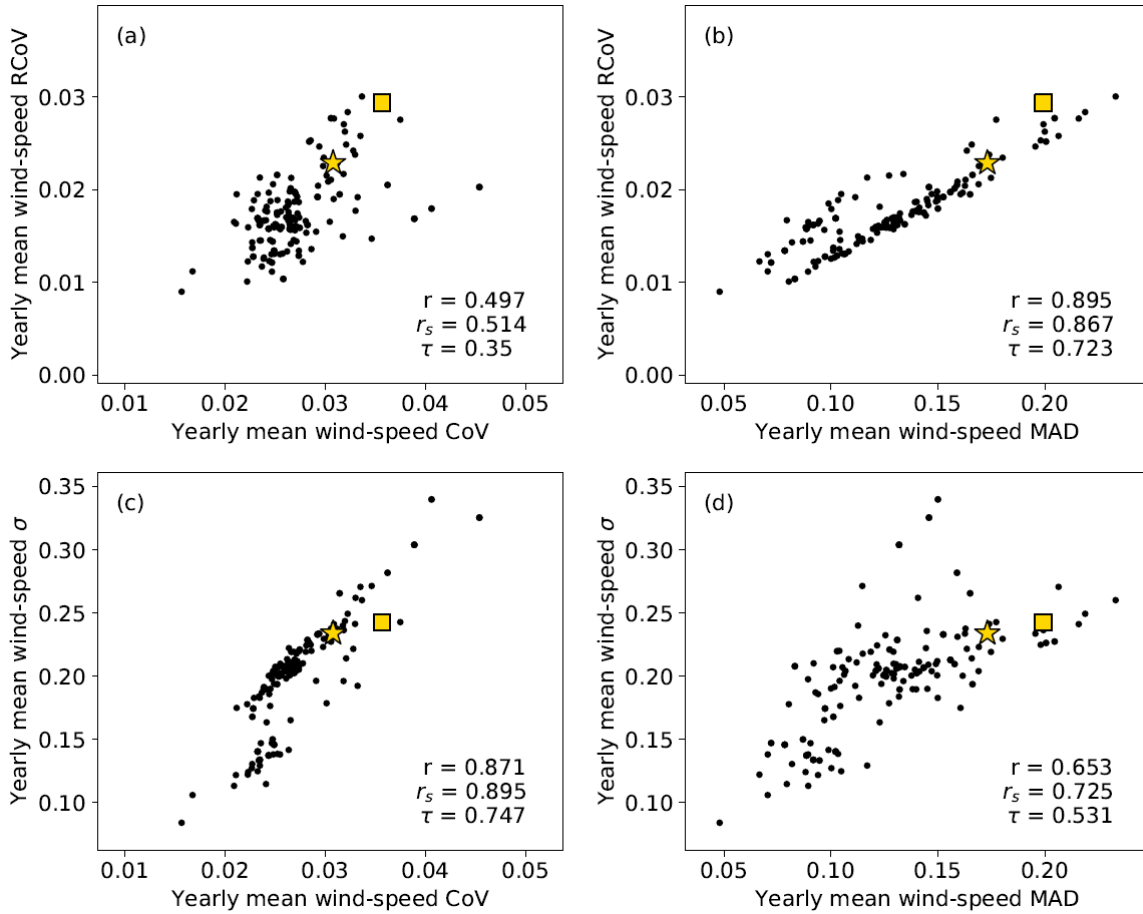 (a)
Yearly mean wind-speed RCoV
0.03
0.02
0.01
0.00
r = 0.497
r_s = 0.514
τ = 0.35
0.01 0.02 0.03 0.04 0.05
Yearly mean wind-speed CoV
(b)
Yearly mean wind-speed RCoV
0.03
0.02
0.01
0.00
r = 0.895
r_s = 0.867
τ = 0.723
0.05 0.10 0.15 0.20
Yearly mean wind-speed MAD
(c)
Yearly mean wind-speed σ
0.35
0.30
0.25
0.20
0.15
0.10
r = 0.871
r_s = 0.895
τ = 0.747
0.01 0.02 0.03 0.04 0.05
Yearly mean wind-speed CoV
(d)
Yearly mean wind-speed σ
0.35
0.30
0.25
0.20
0.15
0.10
r = 0.653
r_s = 0.725
τ = 0.531
0.05 0.10 0.15 0.20
Yearly mean wind-speed MAD